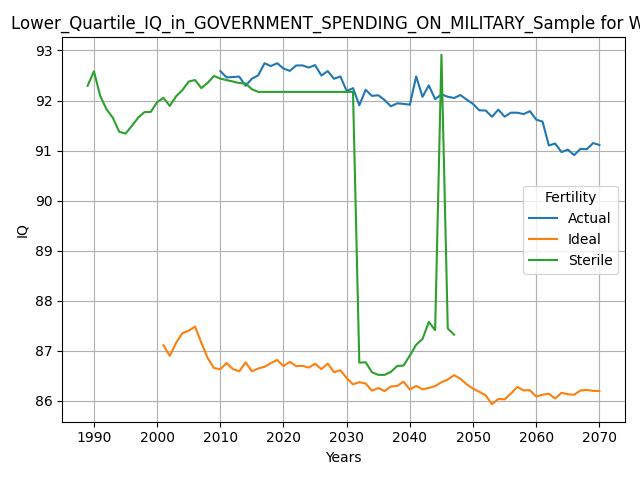 Lower_Quartile_IQ_in_GOVERNMENT_SPENDING_ON_MILITARY_Sample for W
93
92
91
90
89
88
87
86
IQ
Fertility
Actual
Ideal
Sterile
1990 2000 2010 2020 2030 2040 2050 2060 2070
Years